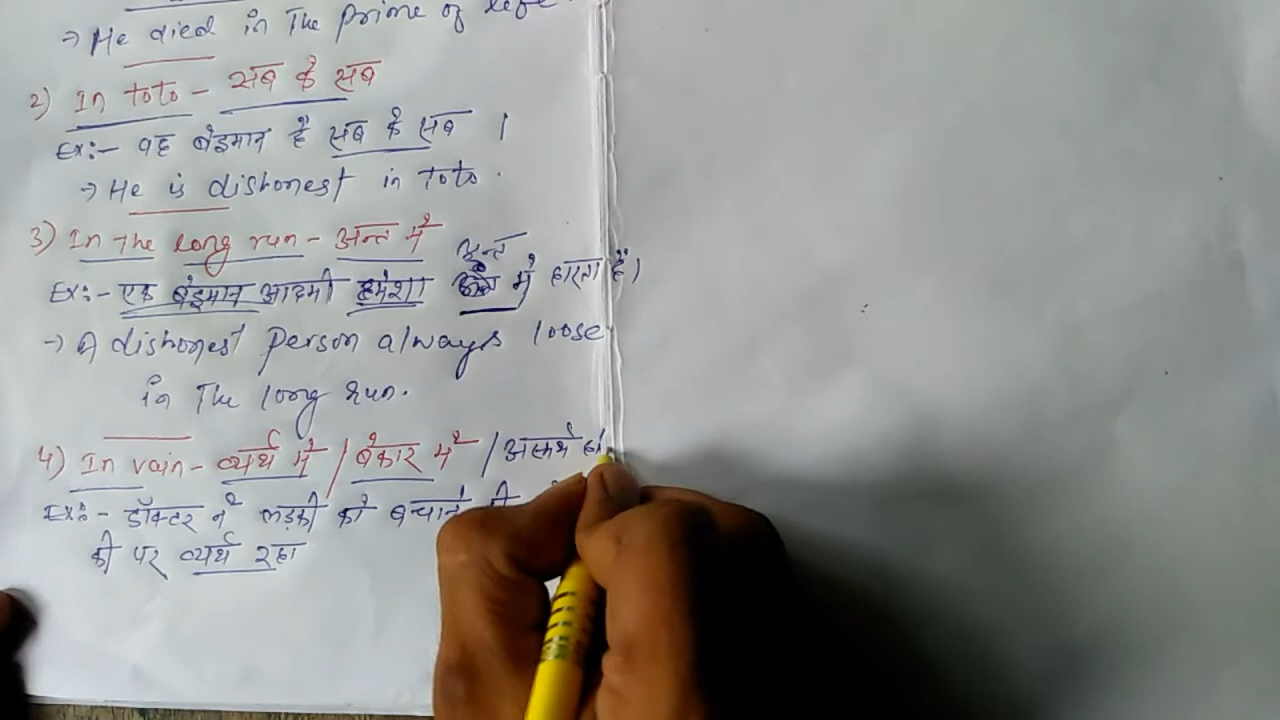 → He died in The prime of life.
2) In toto - सब के सब
Ex:- वह बेइमान है सब के सब ।
→ He is dishonest in Toto.
3) In The long run - अन्त में
अन्त
Ex:- एक बेइमान आदमी हमेशा में हारता है।
→ A dishonest person always loose
in The long run.
4) In vain - व्यर्थ में / बेकार में / असमर्थ
Ex:- डॉक्टर ने लड़की को बचाने की
की पर व्यर्थ रहा